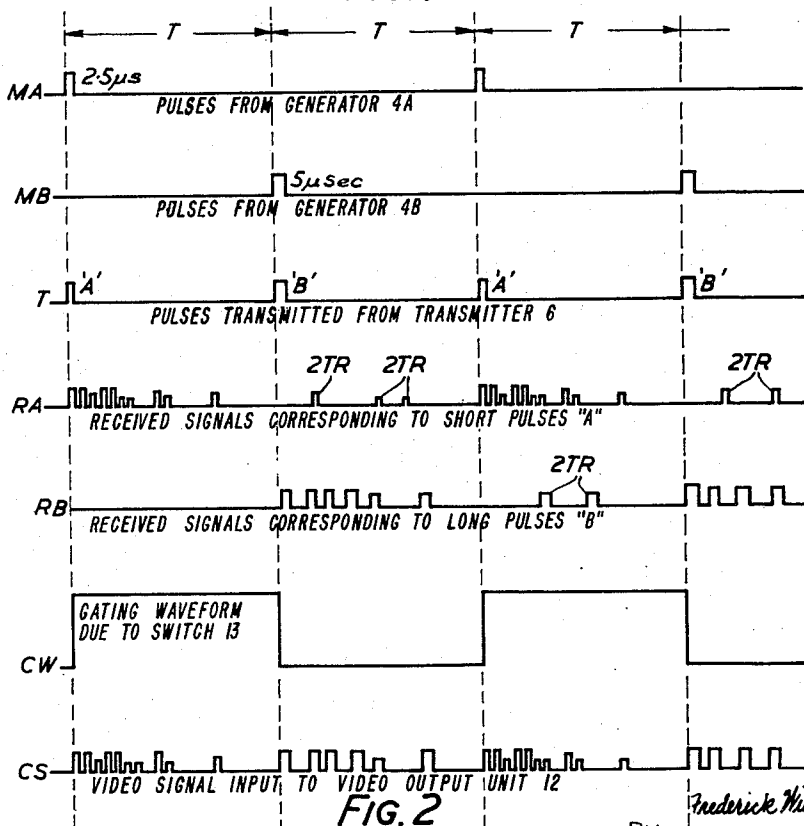 T T T
MA 2.5μs
PULSES FROM GENERATOR 4A
MB 5μsec
PULSES FROM GENERATOR 4B
T 'A' 'B' 'A' 'B'
PULSES TRANSMITTED FROM TRANSMITTER 6
2TR 2TR 2TR
RA
RECEIVED SIGNALS CORRESPONDING TO SHORT PULSES "A"
2TR
RB
RECEIVED SIGNALS CORRESPONDING TO LONG PULSES "B"
GATING WAVEFORM
DUE TO SWITCH 13
CW
CS
VIDEO SIGNAL INPUT TO VIDEO OUTPUT UNIT 12
FIG. 2
Frederick